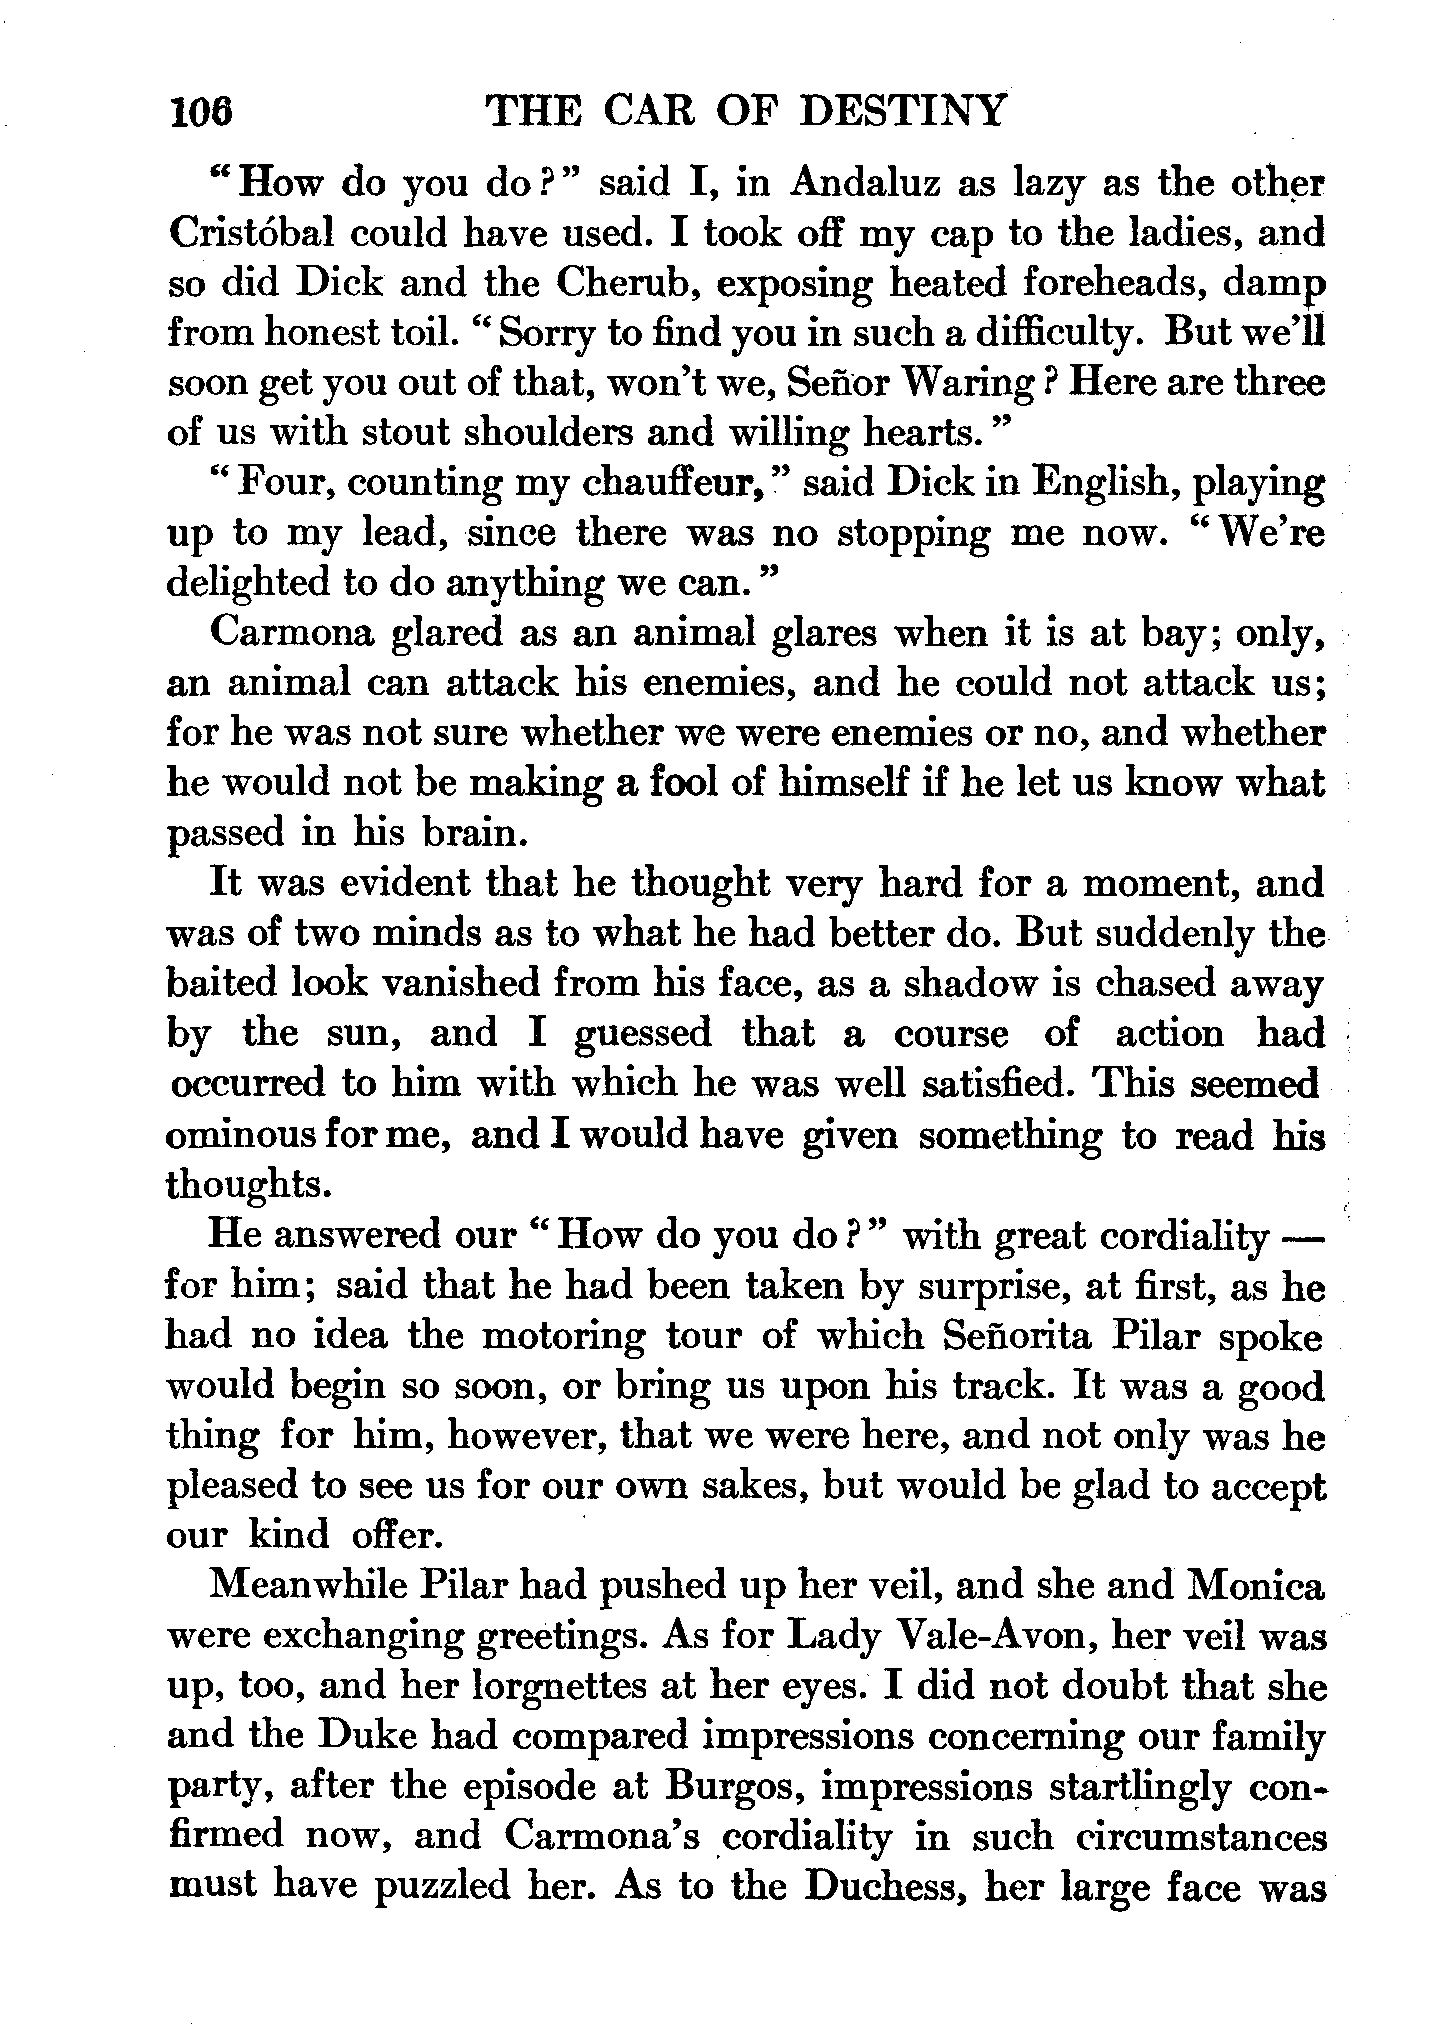 106 THE CAR OF DESTINY
“How do you do?” said I, in Andaluz as lazy as the other
Cristóbal could have used. I took off my cap to the ladies, and
so did Dick and the Cherub, exposing heated foreheads, damp
from honest toil. “Sorry to find you in such a difficulty. But we’ll
soon get you out of that, won’t we, Señor Waring? Here are three
of us with stout shoulders and willing hearts.”
“Four, counting my chauffeur,” said Dick in English, playing
up to my lead, since there was no stopping me now. “We’re
delighted to do anything we can.”
Carmona glared as an animal glares when it is at bay; only,
an animal can attack his enemies, and he could not attack us;
for he was not sure whether we were enemies or no, and whether
he would not be making a fool of himself if he let us know what
passed in his brain.
It was evident that he thought very hard for a moment, and
was of two minds as to what he had better do. But suddenly the
baited look vanished from his face, as a shadow is chased away
by the sun, and I guessed that a course of action had
occurred to him with which he was well satisfied. This seemed
ominous for me, and I would have given something to read his
thoughts.
He answered our “How do you do?” with great cordiality —
for him; said that he had been taken by surprise, at first, as he
had no idea the motoring tour of which Señorita Pilar spoke
would begin so soon, or bring us upon his track. It was a good
thing for him, however, that we were here, and not only was he
pleased to see us for our own sakes, but would be glad to accept
our kind offer.
Meanwhile Pilar had pushed up her veil, and she and Monica
were exchanging greetings. As for Lady Vale-Avon, her veil was
up, too, and her lorgnettes at her eyes. I did not doubt that she
and the Duke had compared impressions concerning our family
party, after the episode at Burgos, impressions startlingly con-
firmed now, and Carmona’s cordiality in such circumstances
must have puzzled her. As to the Duchess, her large face was